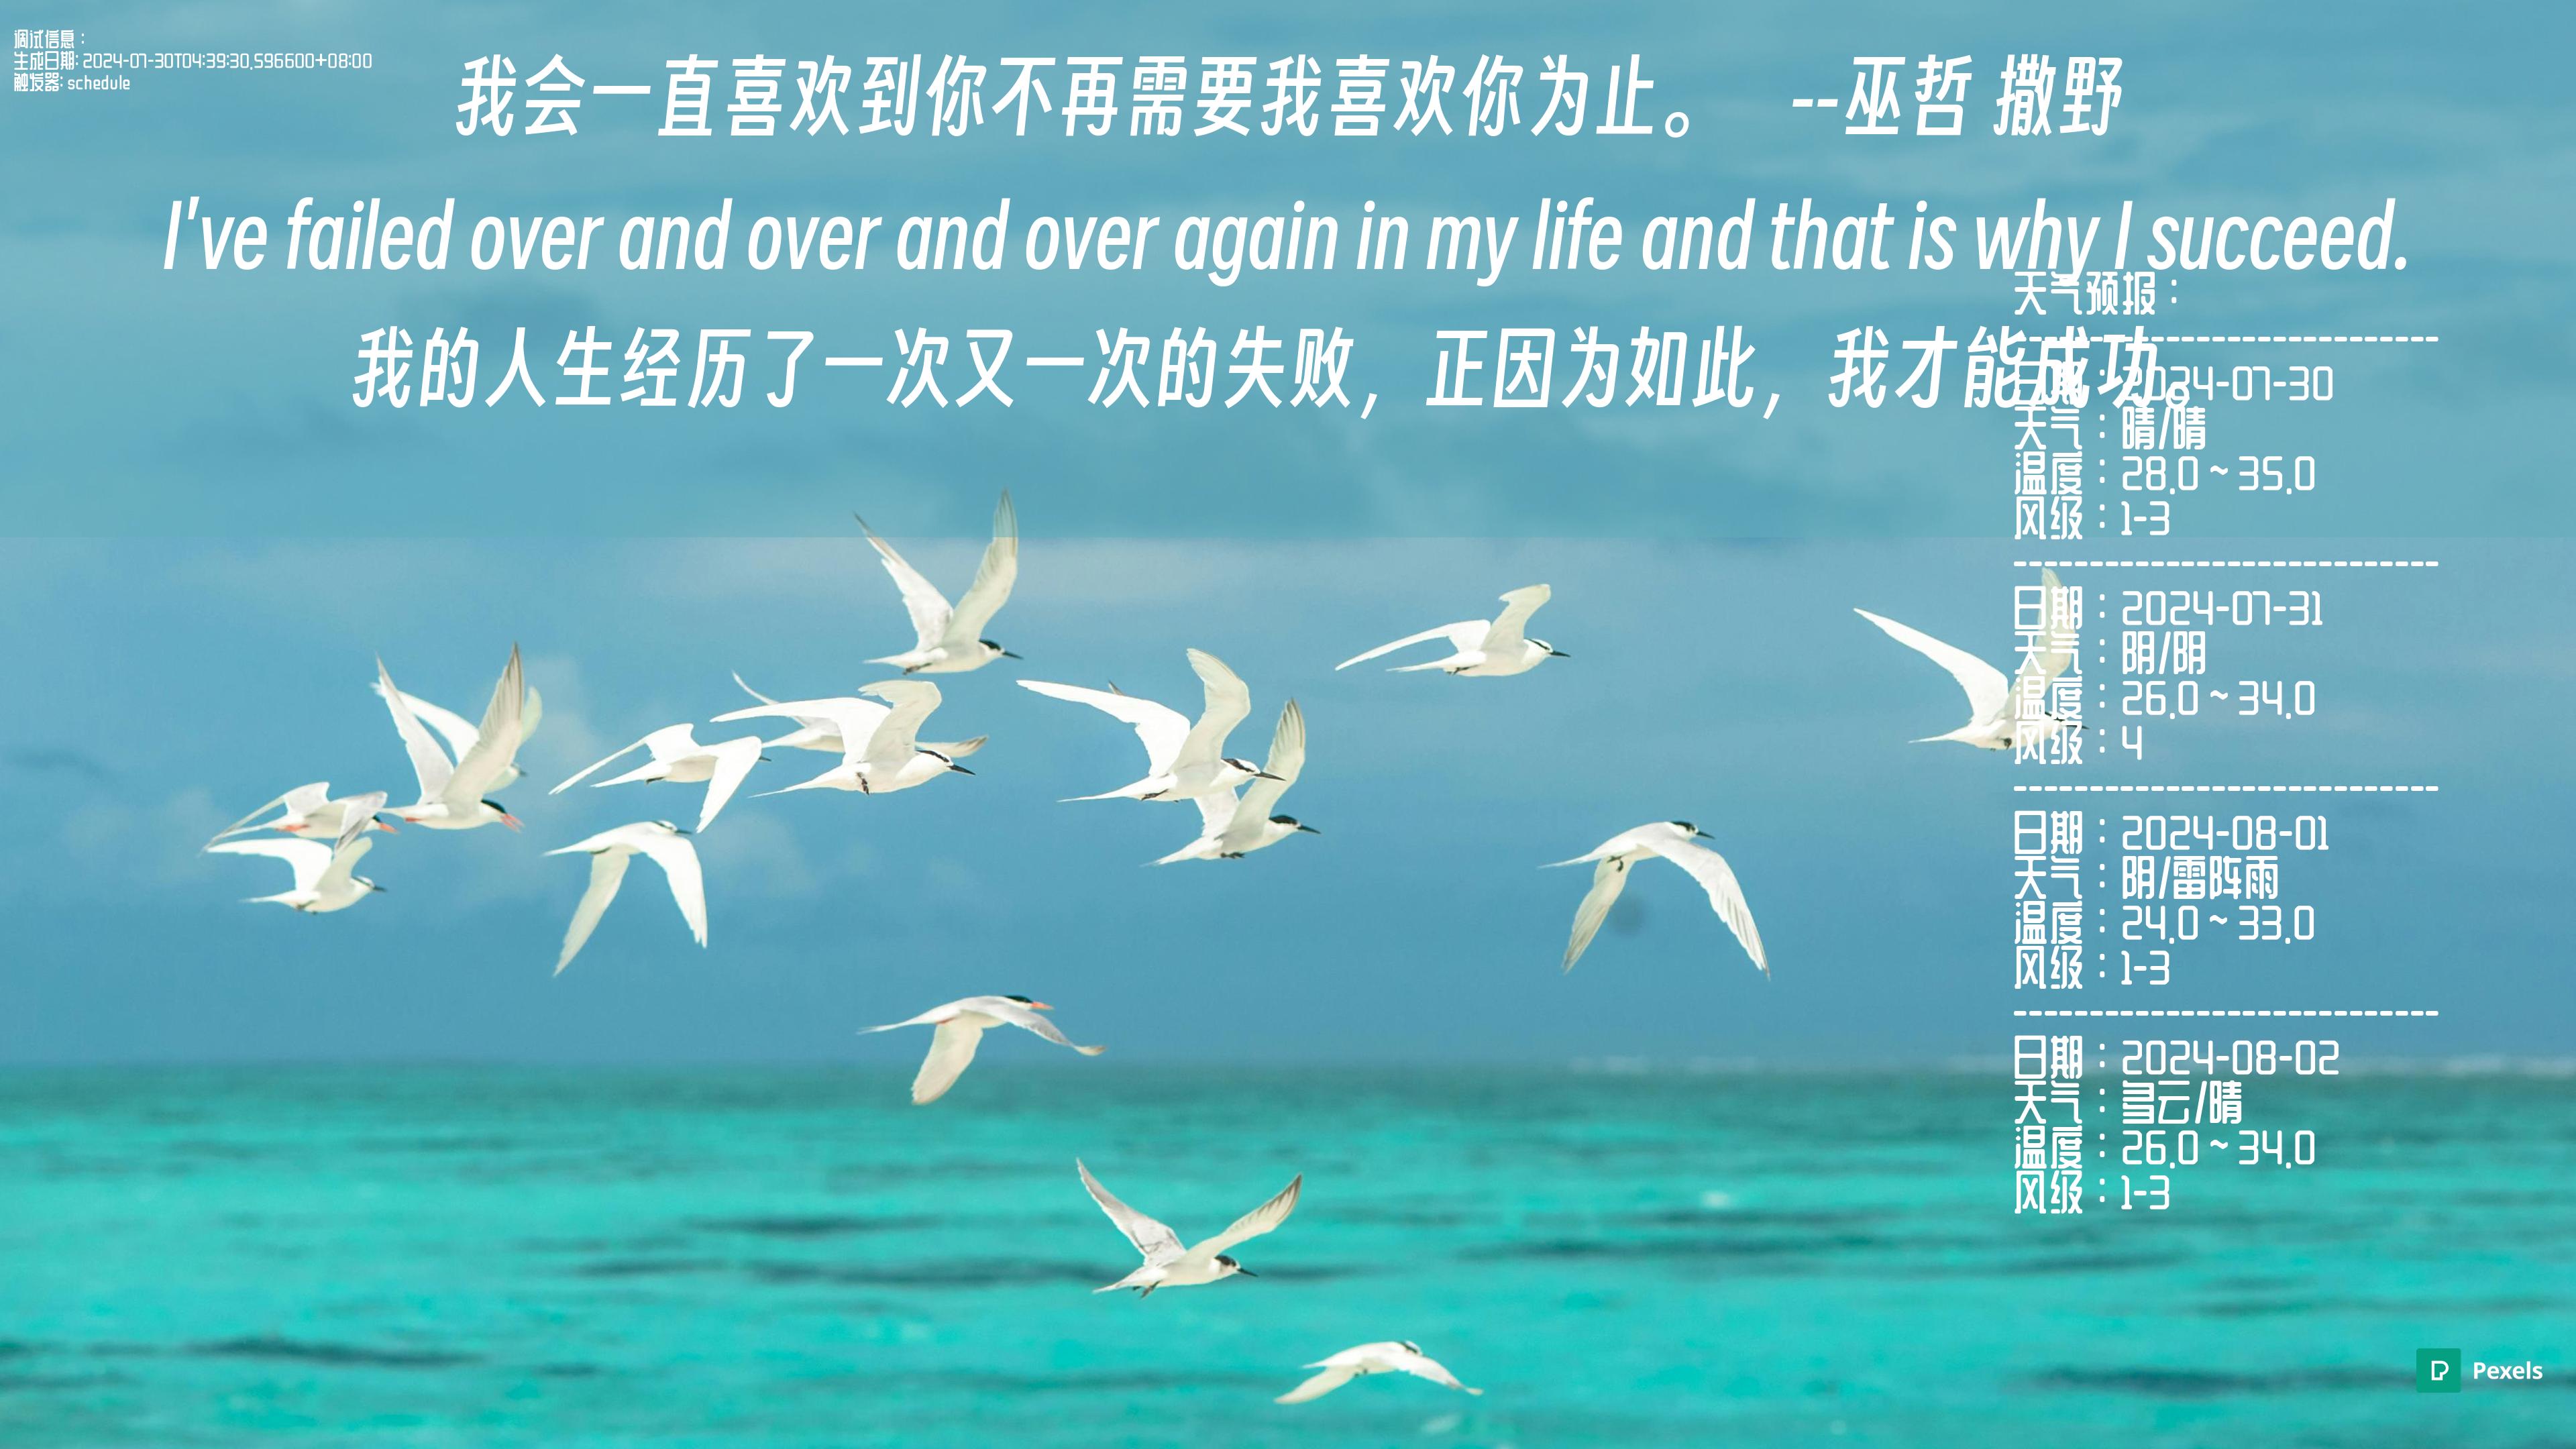 调试信息：
生成日期: 2024-07-30T04:39:30.596600+08:00
触发器: schedule
我会一直喜欢到你不再需要我喜欢你为止。 --巫哲 撒野
I've failed over and over and over again in my life and that is why I succeed.
我的人生经历了一次又一次的失败，正因为如此，我才能成功。
天气预报：
----------------------------
日期：2024-07-30
天气：晴/晴
温度：28.0 ~ 35.0
风级：1-3
----------------------------
日期：2024-07-31
天气：阴/阴
温度：26.0 ~ 34.0
风级：4
----------------------------
日期：2024-08-01
天气：阴/雷阵雨
温度：24.0 ~ 33.0
风级：1-3
----------------------------
日期：2024-08-02
天气：多云/晴
温度：26.0 ~ 34.0
风级：1-3
Pexels